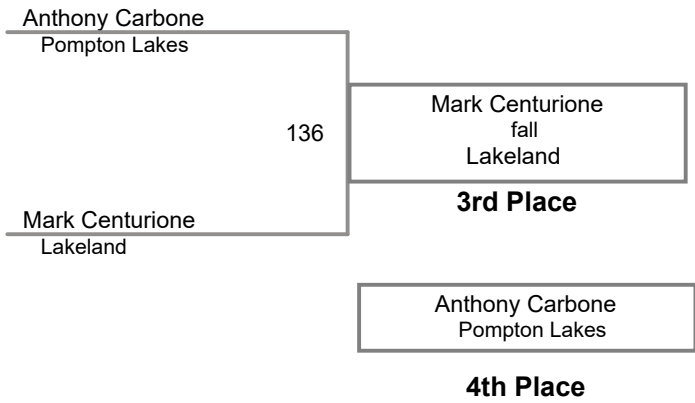 Anthony Carbone
Pompton Lakes
136
Mark Centurione
fall
Lakeland
3rd Place
Mark Centurione
Lakeland
Anthony Carbone
Pompton Lakes
4th Place